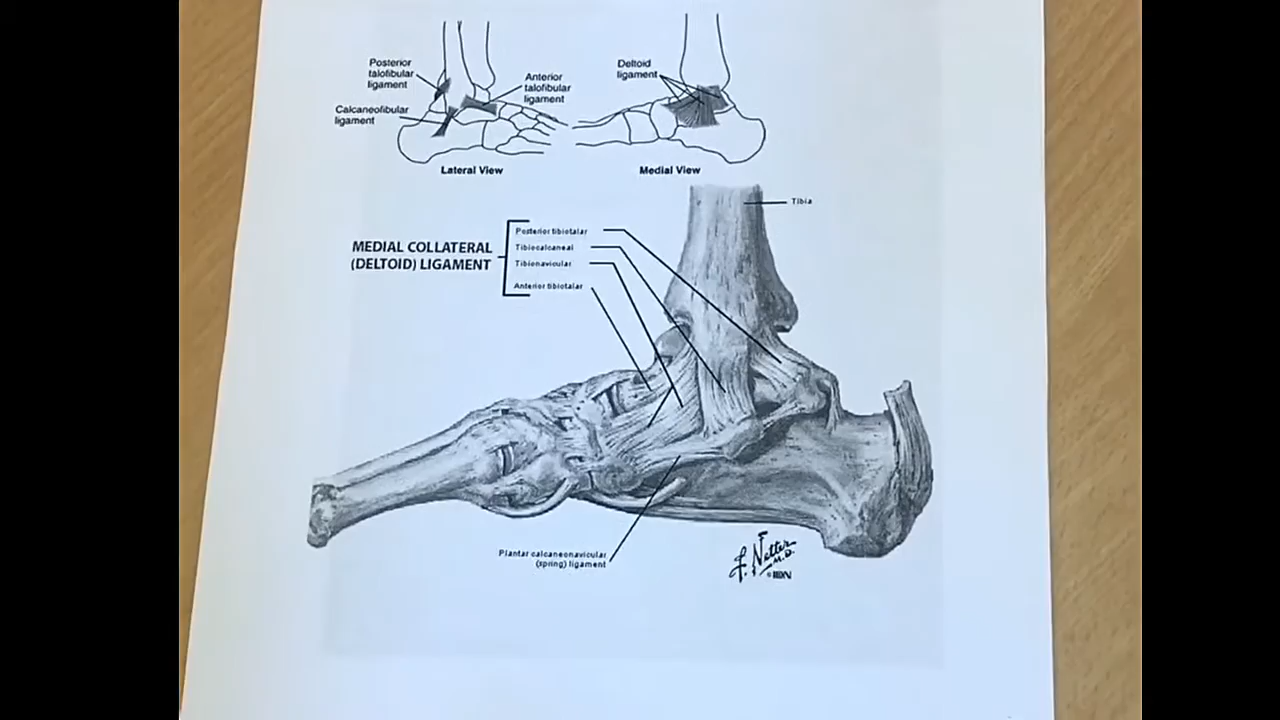 Posterior
talofibular
ligament
Calcaneofibular
ligament
Anterior
talofibular
ligament
Lateral View
Deltoid
ligament
Medial View
Tibia
MEDIAL COLLATERAL
(DELTOID) LIGAMENT
Posterior tibiotalar
Tibiocalcaneal
Tibionavicular
Anterior tibiotalar
Plantar calcaneonavicular
(spring) ligament
F. Netter
M.D.